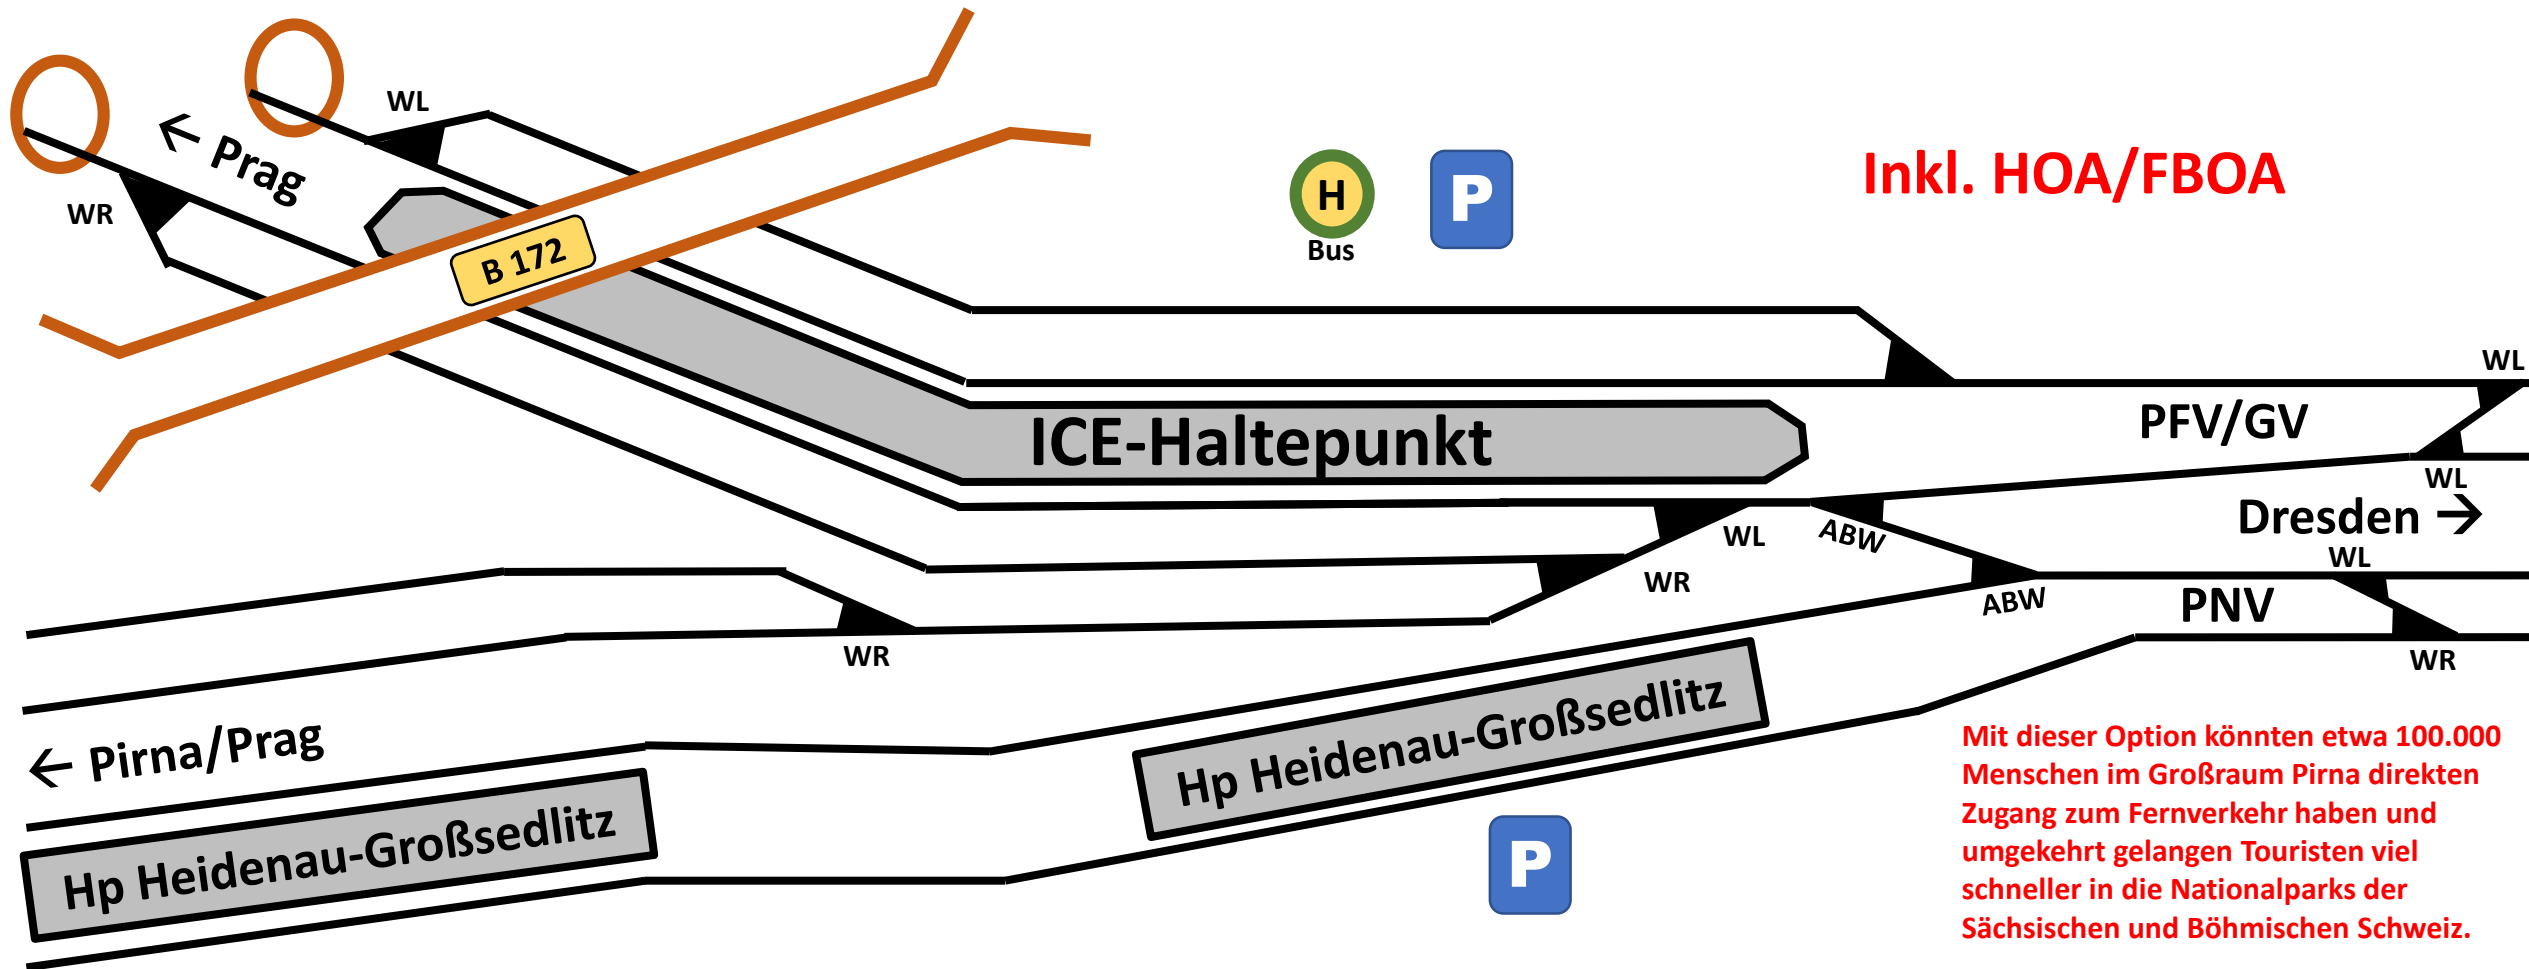 WL
← Prag
WR
B 172
H
Bus
P
Inkl. HOA/FBOA
WL
ICE-Haltepunkt
PFV/GV
WL
Dresden →
WL
ABW
WL
WR
ABW
PNV
WR
WR
← Pirna/Prag
Hp Heidenau-Großsedlitz
Hp Heidenau-Großsedlitz
P
Mit dieser Option könnten etwa 100.000
Menschen im Großraum Pirna direkten
Zugang zum Fernverkehr haben und
umgekehrt gelangen Touristen viel
schneller in die Nationalparks der
Sächsischen und Böhmischen Schweiz.